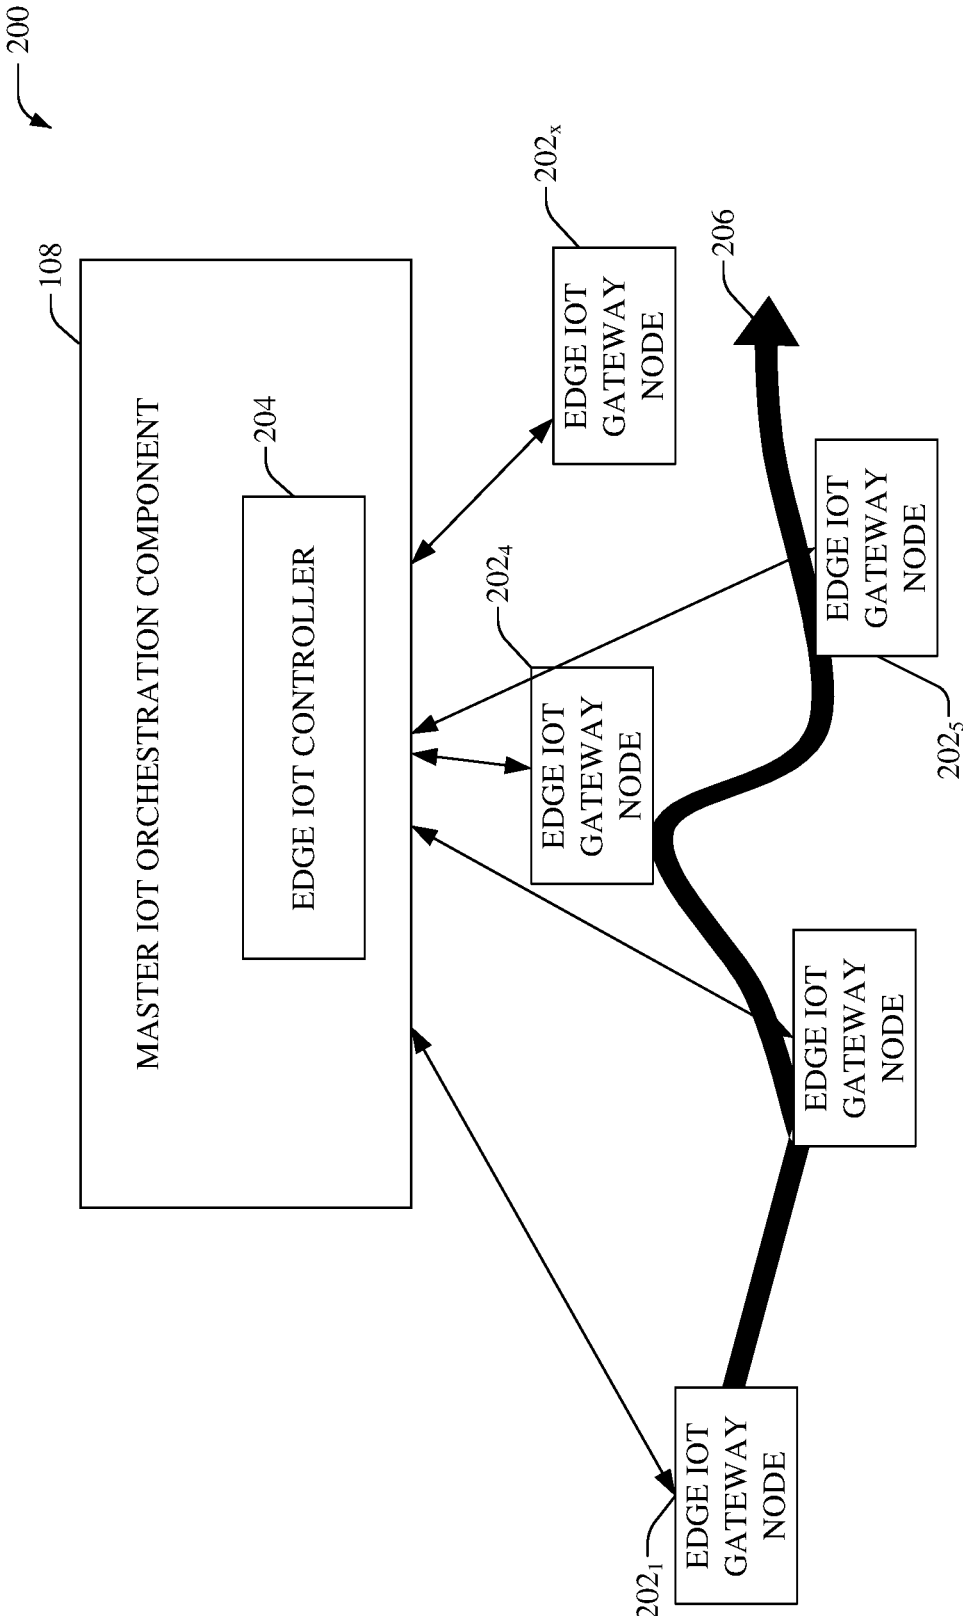 200
108
MASTER IOT ORCHESTRATION COMPONENT
204
EDGE IOT CONTROLLER
202₁
EDGE IOT
GATEWAY
NODE
EDGE IOT
GATEWAY
NODE
202₄
EDGE IOT
GATEWAY
NODE
202₅
EDGE IOT
GATEWAY
NODE
202ₓ
EDGE IOT
GATEWAY
NODE
206